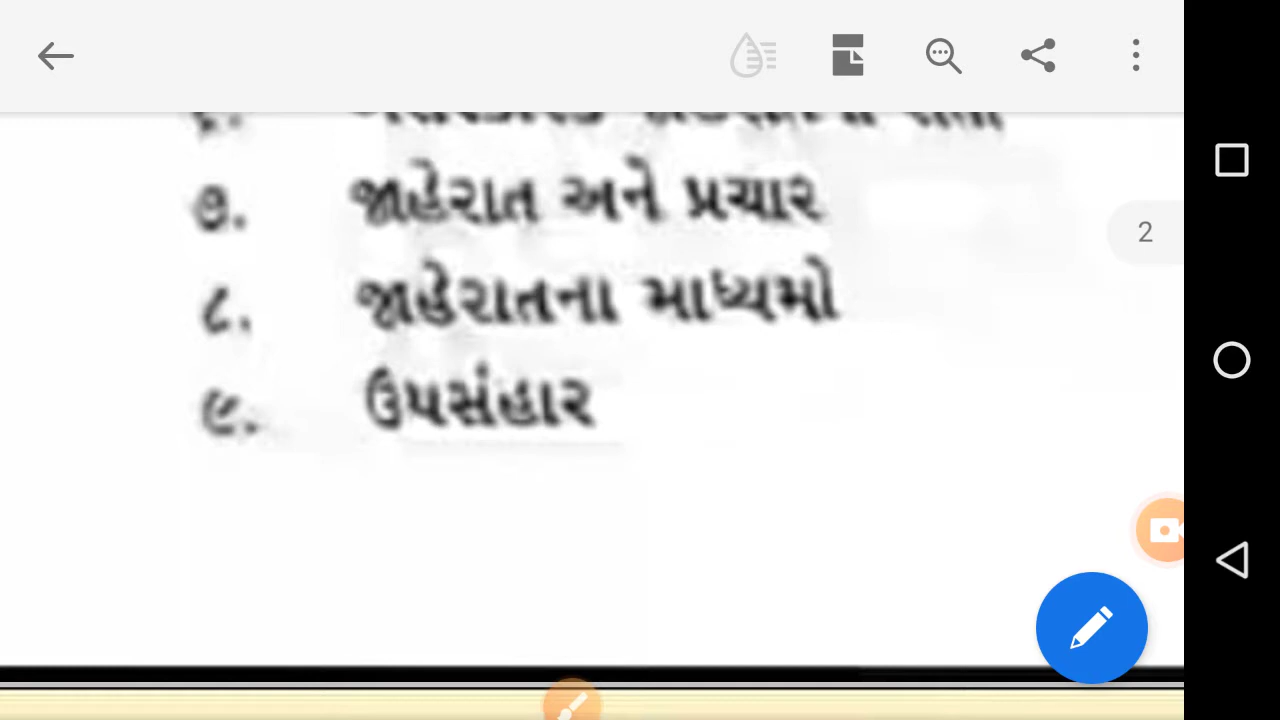 ૭. જાહેરાત અને પ્રચાર
2
૮. જાહેરાતના માધ્યમો
૯. ઉપસંહાર